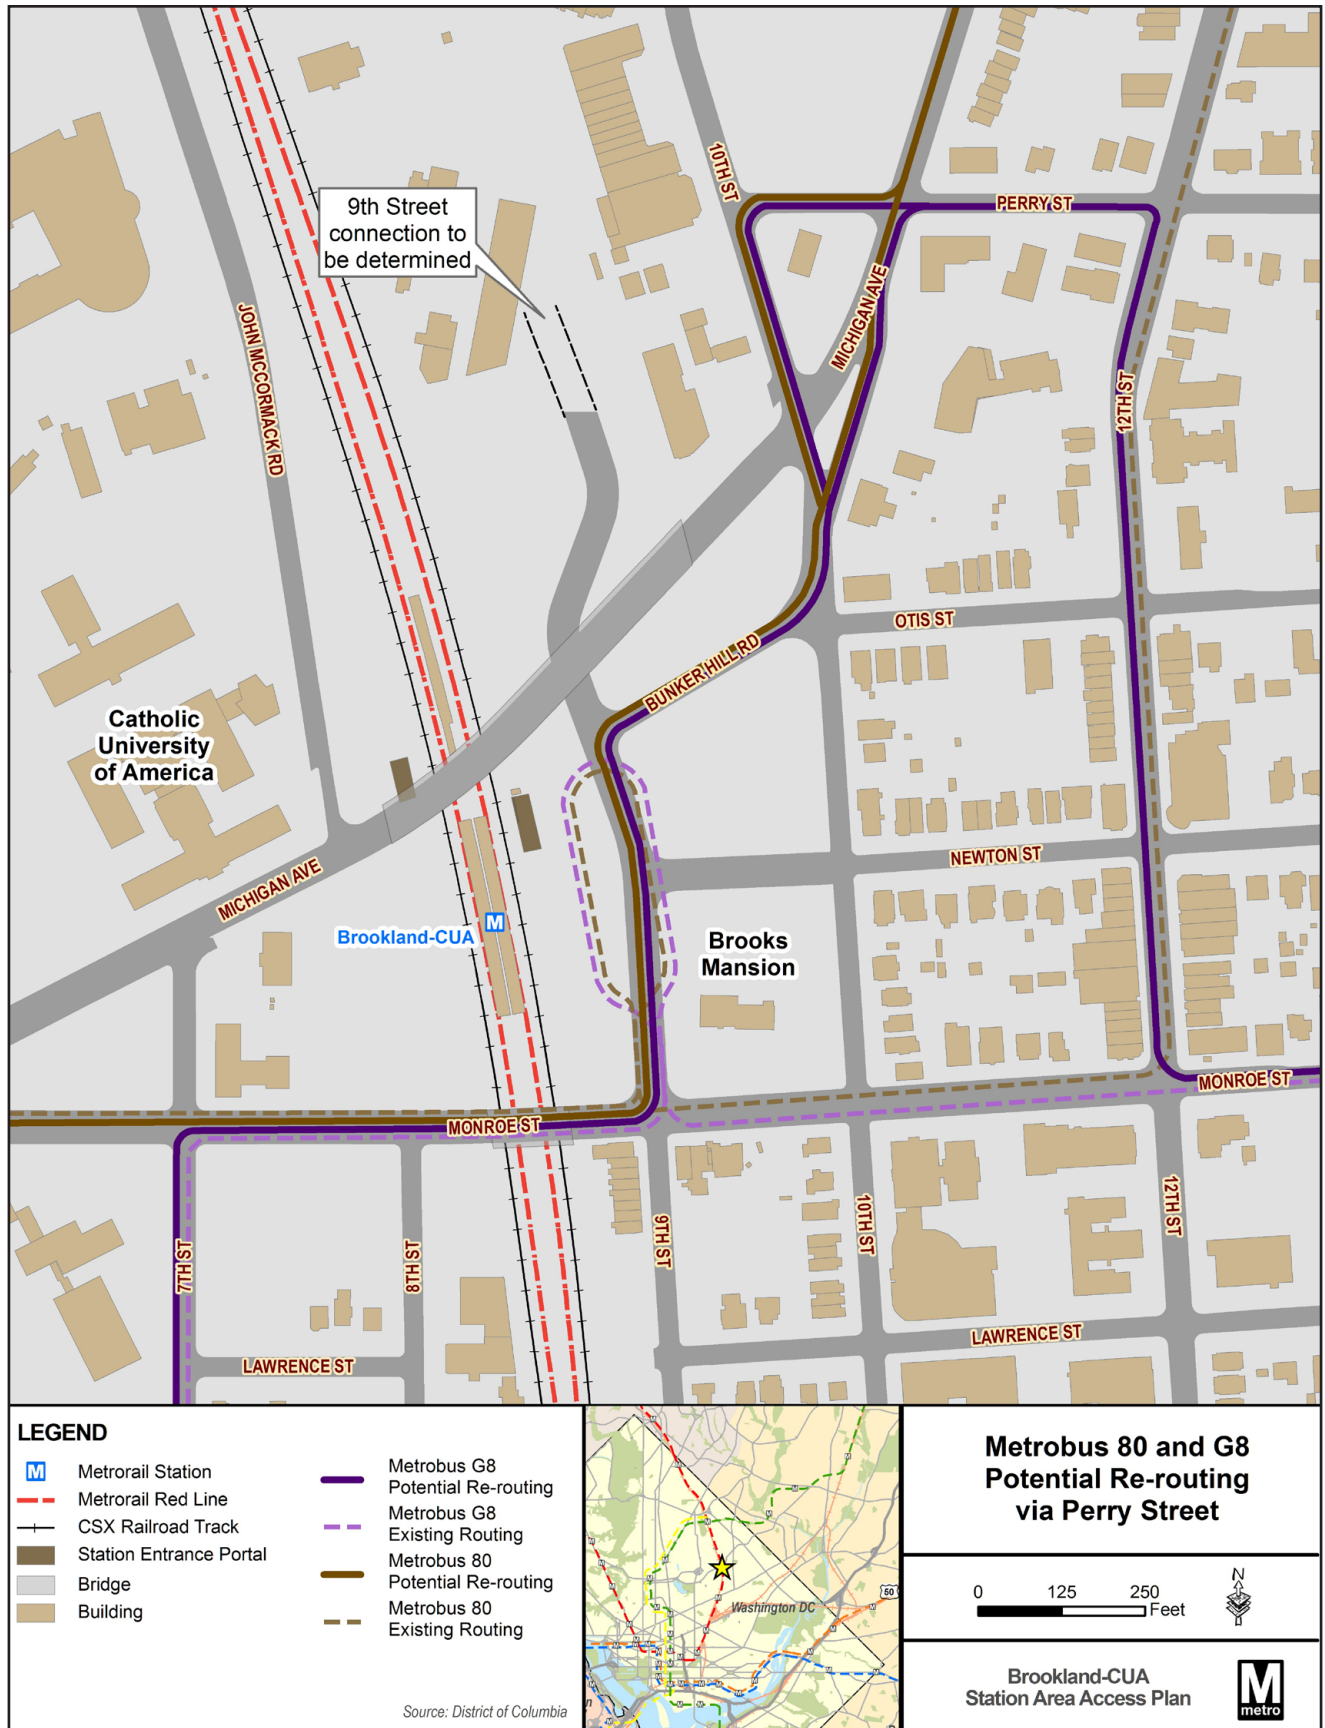 10TH ST
PERRY ST
9th Street
connection to
be determined
MICHIGAN AVE
JOHN MCCORMACK RD
12TH ST
OTIS ST
BUNKER HILL RD
Catholic
University
of America
NEWTON ST
MICHIGAN AVE
Brookland-CUA
M
Brooks
Mansion
MONROE ST
MONROE ST
7TH ST
8TH ST
9TH ST
10TH ST
12TH ST
LAWRENCE ST
LAWRENCE ST
LEGEND
M Metrorail Station
Metrorail Red Line
CSX Railroad Track
Station Entrance Portal
Bridge
Building
Metrobus G8
Potential Re-routing
Metrobus G8
Existing Routing
Metrobus 80
Potential Re-routing
Metrobus 80
Existing Routing
Source: District of Columbia
Washington DC
50
Metrobus 80 and G8
Potential Re-routing
via Perry Street
0 125 250
Feet
N
Brookland-CUA
Station Area Access Plan
M
metro